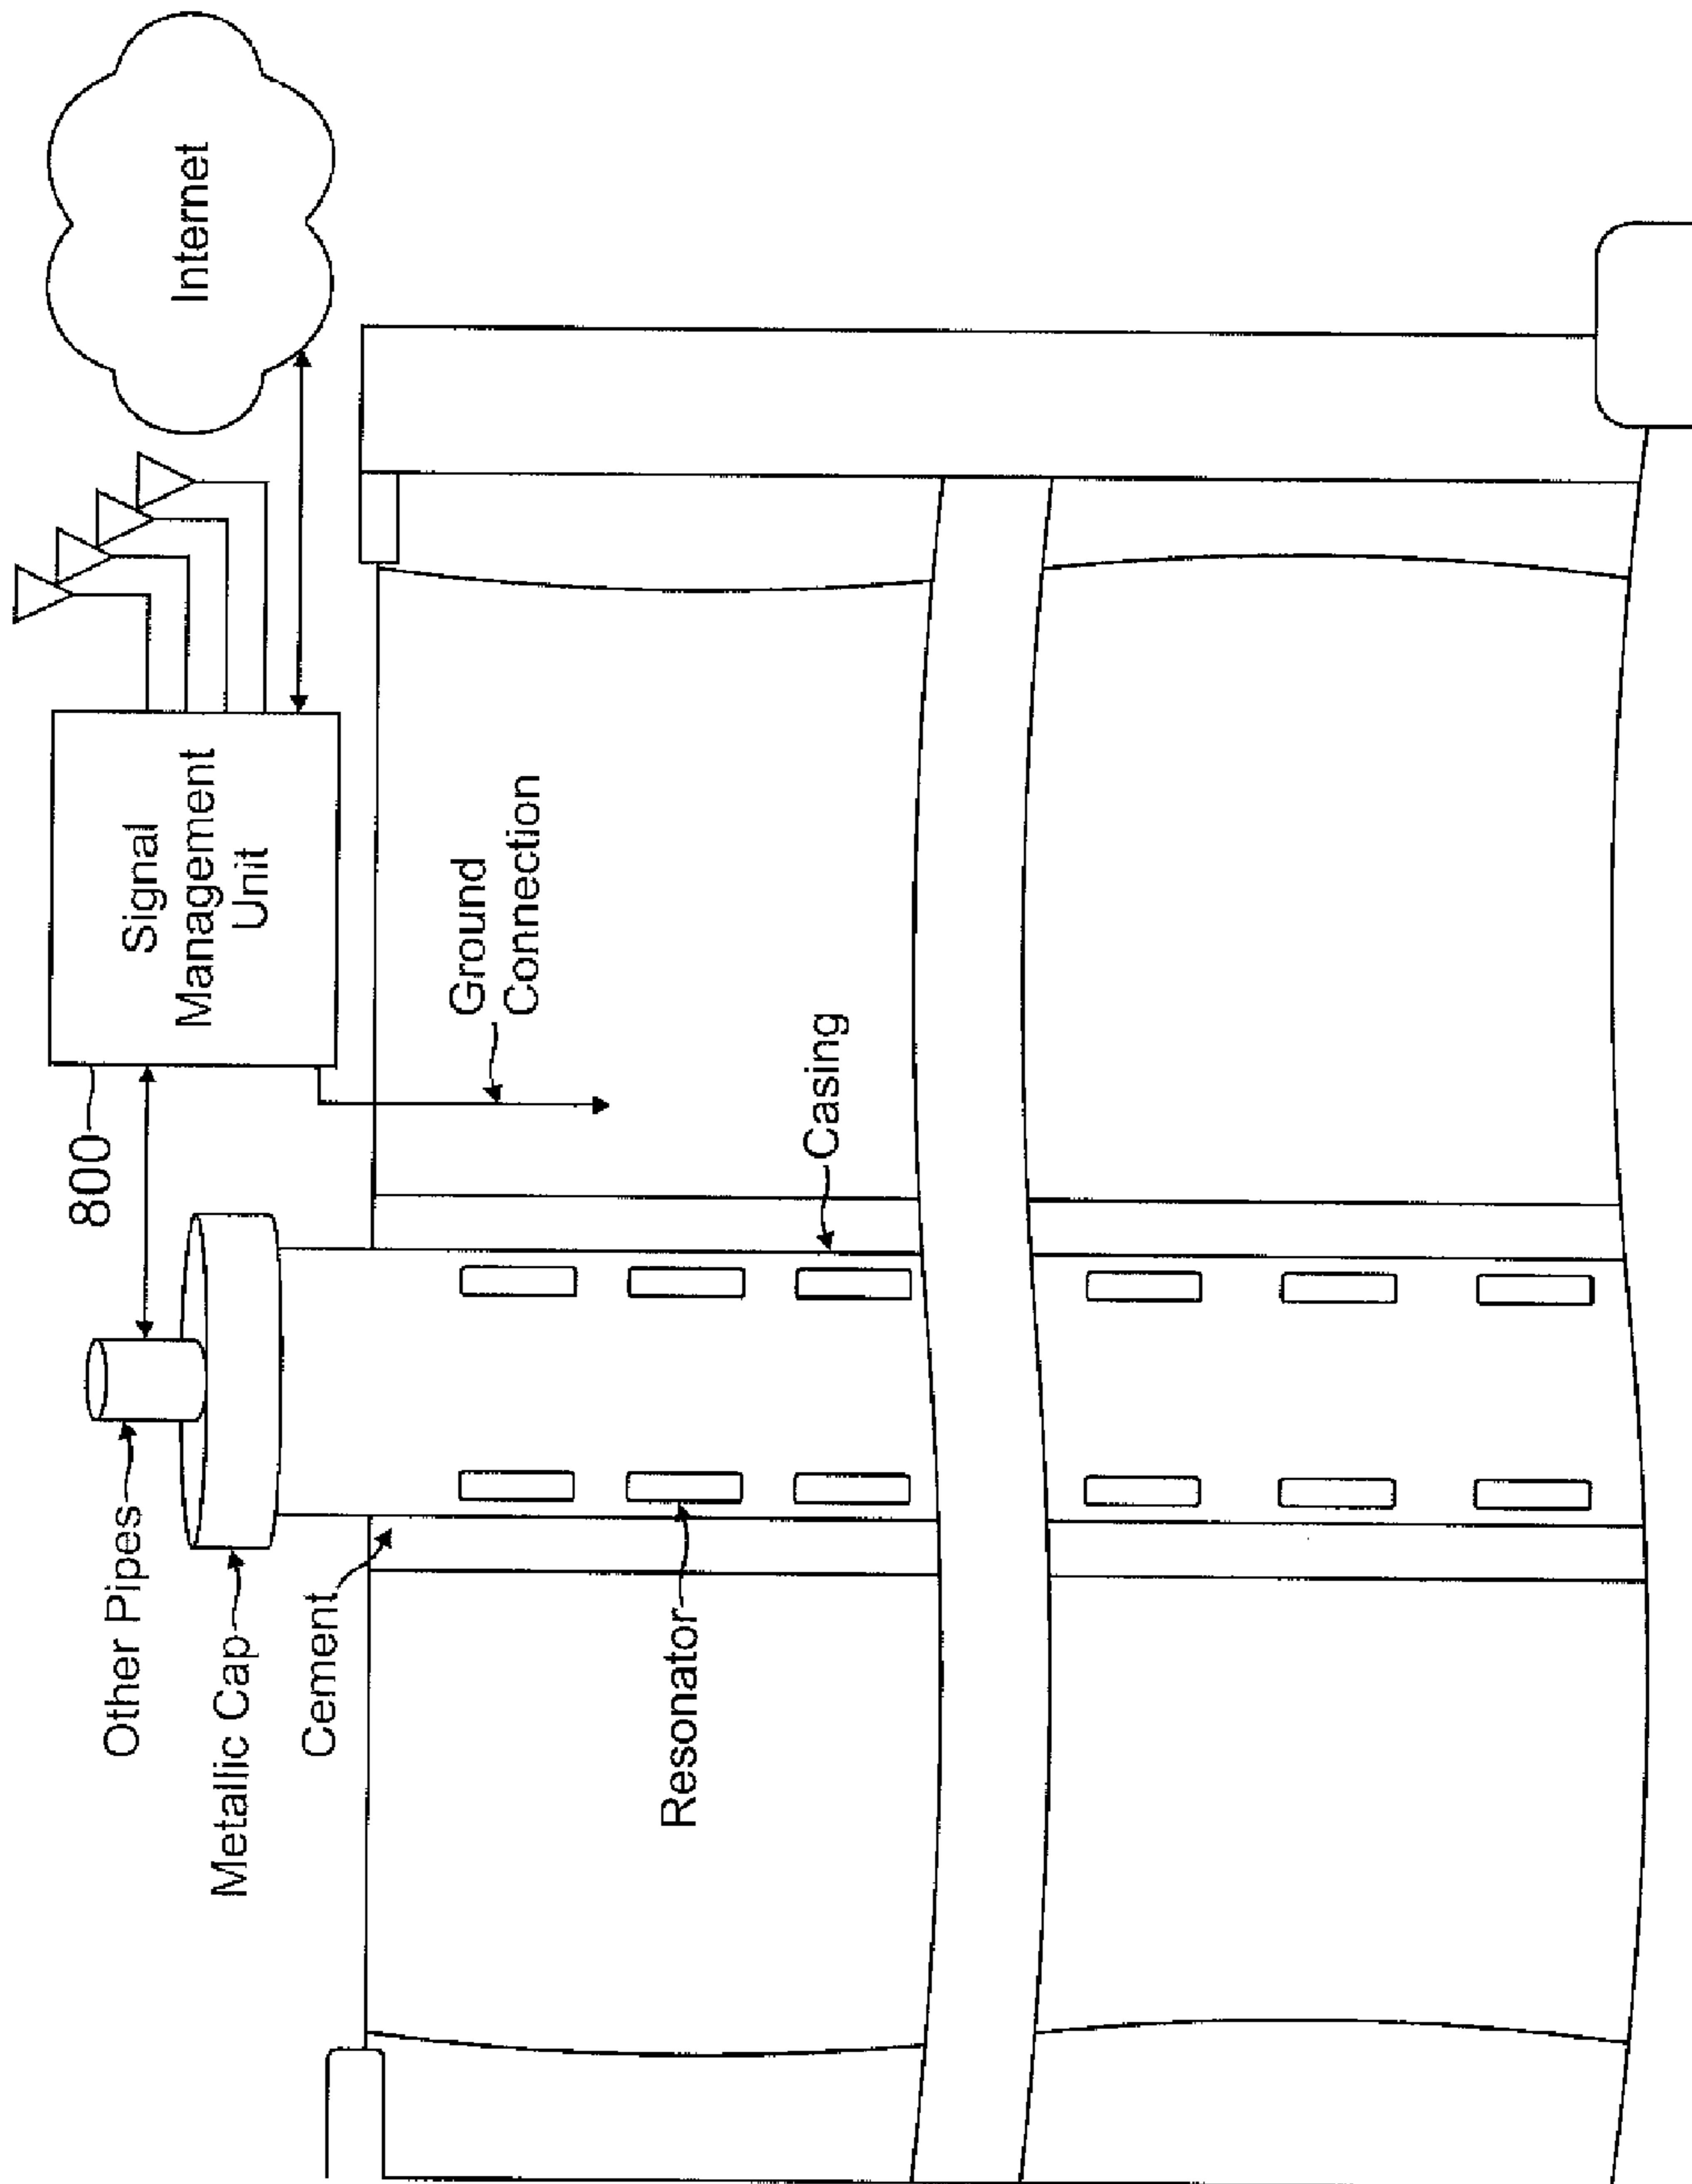 Other Pipes
Metallic Cap
Cement
Resonator
800
Signal
Management
Unit
Internet
Ground
Connection
Casing